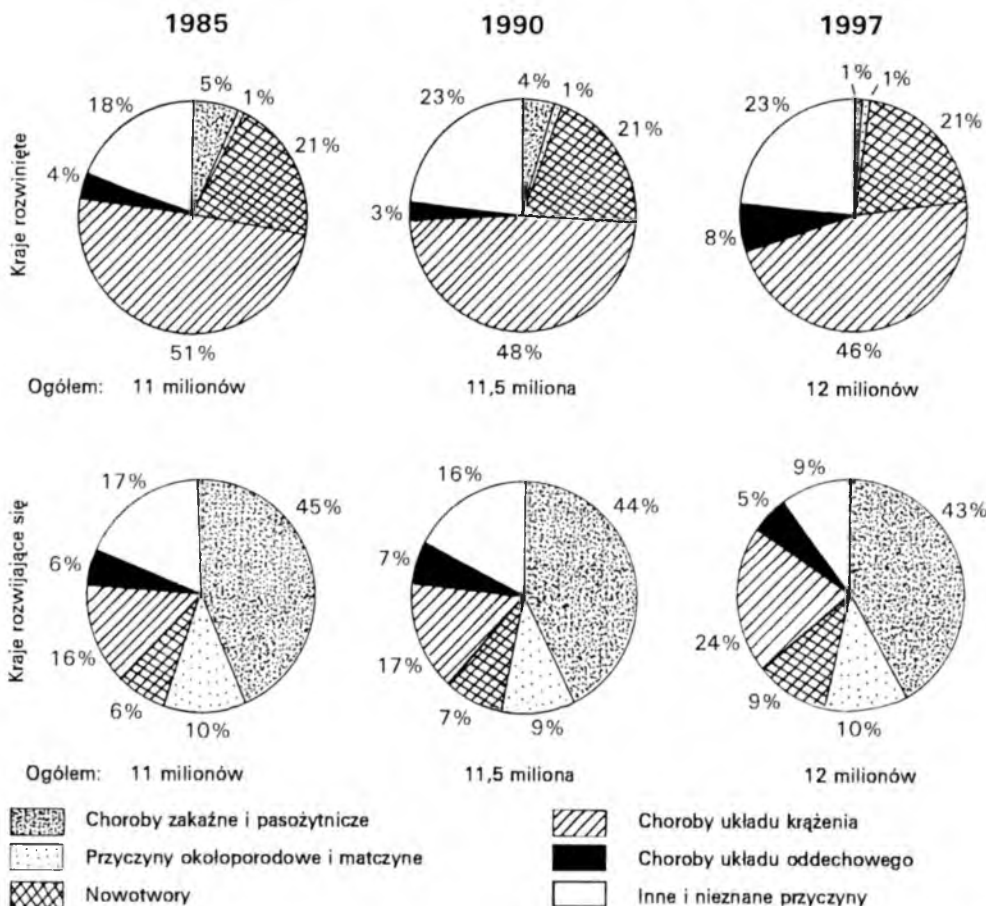 1985 1990 1997
Kraje rozwinięte
18% 5% 1% 21% 4% 51%
23% 4% 1% 21% 3% 48%
23% 1% 1% 21% 8% 46%
Ogółem: 11 milionów 11,5 miliona 12 milionów
Kraje rozwijające się
17% 45% 6% 16% 6% 10%
16% 44% 7% 17% 7% 9%
9% 5% 43% 24% 9% 10%
Ogółem: 11 milionów 11,5 miliona 12 milionów
Choroby zakaźne i pasożytnicze
Przyczyny okołoporodowe i matczyne
Nowotwory
Choroby układu krążenia
Choroby układu oddechowego
Inne i nieznane przyczyny